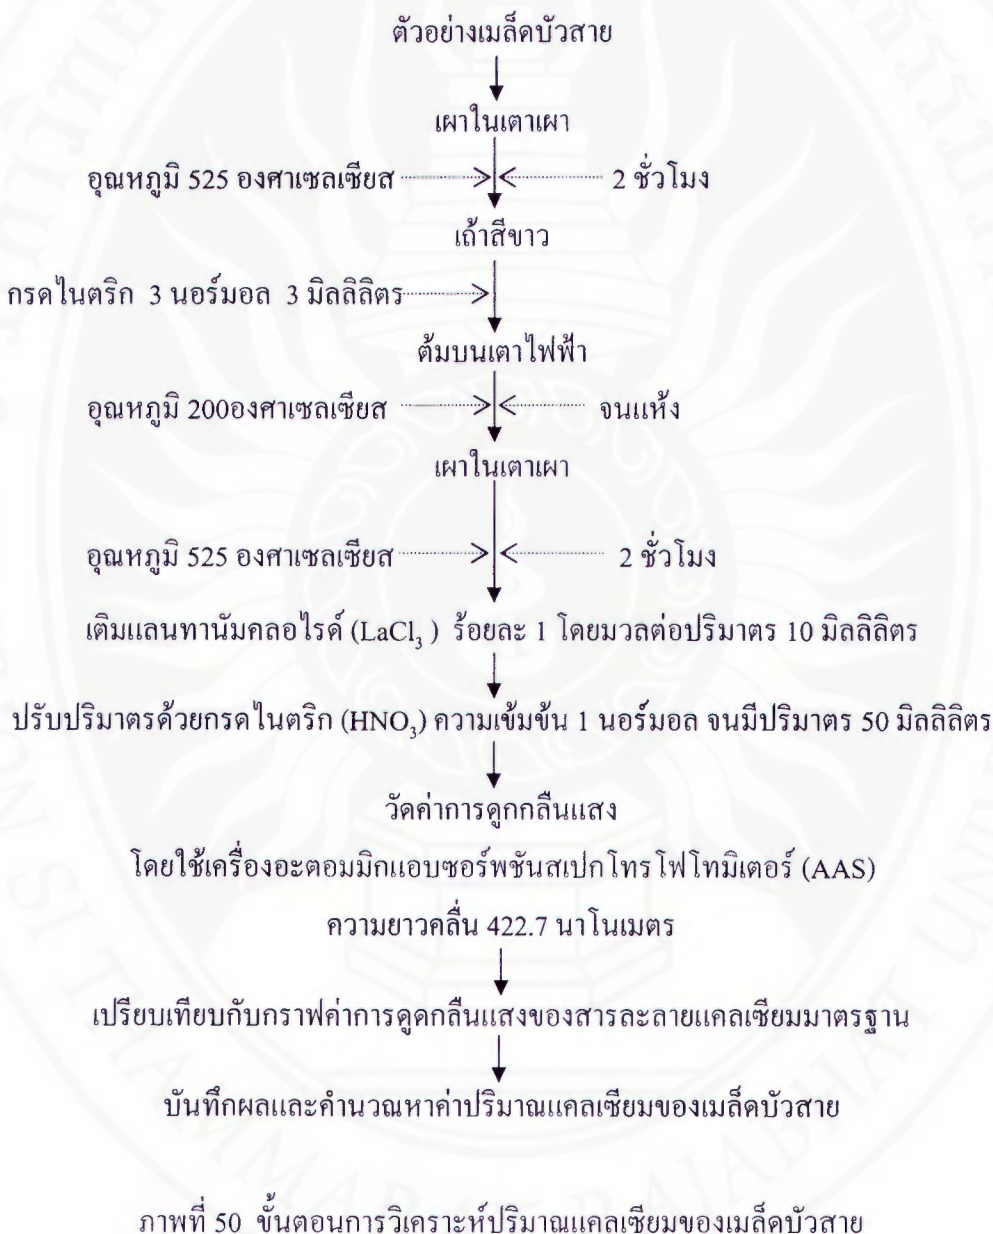 ตัวอย่างเมล็ดบัวสาย
เผาในเตาเผา
อุณหภูมิ 525 องศาเซลเซียส 2 ชั่วโมง
เถ้าสีขาว
กรดไนตริก 3 นอร์มอล 3 มิลลิลิตร
ต้มบนเตาไฟฟ้า
อุณหภูมิ 200องศาเซลเซียส จนแห้ง
เผาในเตาเผา
อุณหภูมิ 525 องศาเซลเซียส 2 ชั่วโมง
เติมแลนทานัมคลอไรด์ (LaCl₃ ) ร้อยละ 1 โดยมวลต่อปริมาตร 10 มิลลิลิตร
ปรับปริมาตรด้วยกรดไนตริก (HNO₃) ความเข้มข้น 1 นอร์มอล จนมีปริมาตร 50 มิลลิลิตร
วัดค่าการดูกกลืนแสง
โดยใช้เครื่องอะตอมมิกแอบซอร์พชันสเปกโทรโฟโทมิเตอร์ (AAS)
ความยาวคลื่น 422.7 นาโนเมตร
เปรียบเทียบกับกราฟค่าการดูดกลืนแสงของสารละลายแคลเซียมมาตรฐาน
บันทึกผลและคำนวณหาค่าปริมาณแคลเซียมของเมล็ดบัวสาย
ภาพที่ 50 ขั้นตอนการวิเคราะห์ปริมาณแคลเซียมของเมล็ดบัวสาย